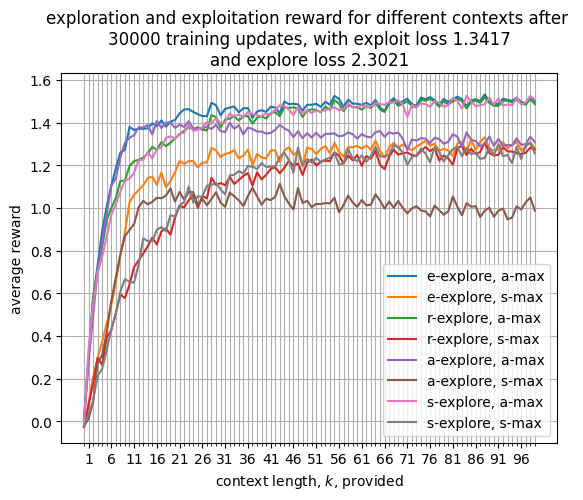 exploration and exploitation reward for different contexts after
30000 training updates, with exploit loss 1.3417
and explore loss 2.3021
1.6
1.4
1.2
1.0
0.8
0.6
0.4
0.2
0.0
average reward
e-explore, a-max
e-explore, s-max
r-explore, a-max
r-explore, s-max
a-explore, a-max
a-explore, s-max
s-explore, a-max
s-explore, s-max
1 6 11 16 21 26 31 36 41 46 51 56 61 66 71 76 81 86 91 96
context length, k, provided